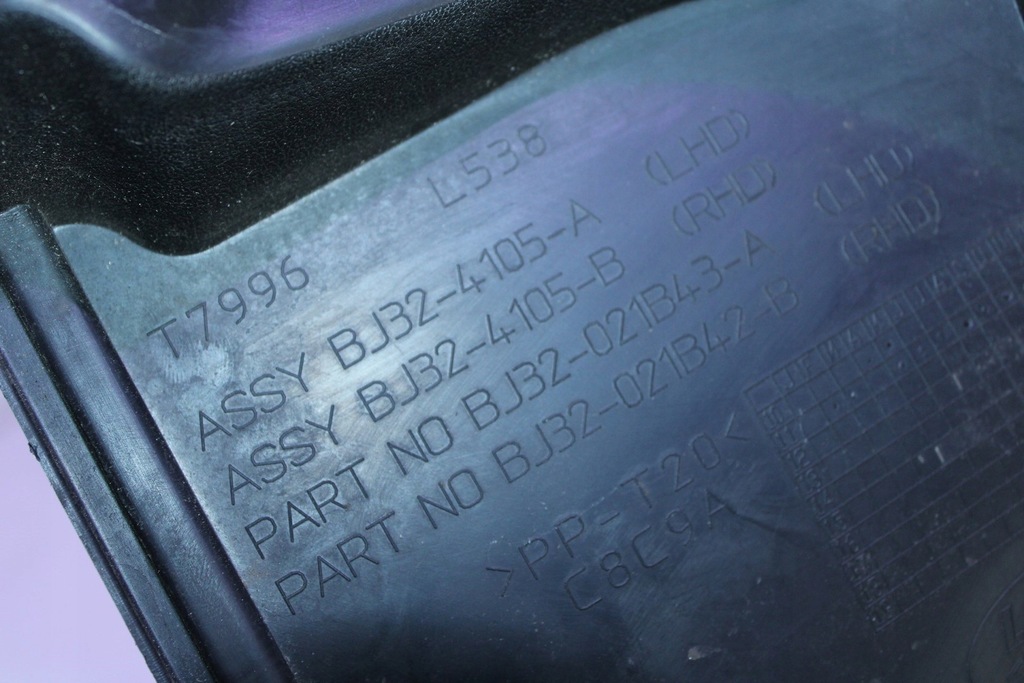 T7996 L538
ASSY BJ32-4105-A (LHD)
ASSY BJ32-4105-B (RHD)
PART NO BJ32-021B43-A (LHD)
PART NO BJ32-021B42-B (RHD)
>PP-T20<
C8C9A